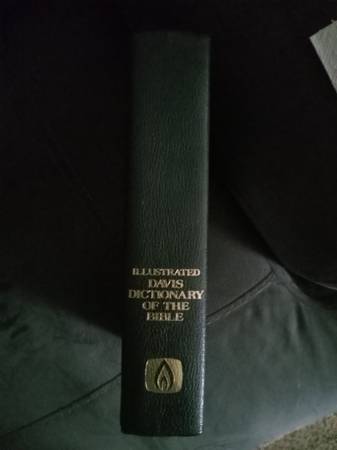 ILLUSTRATED
DAVIS
DICTIONARY
OF THE
BIBLE